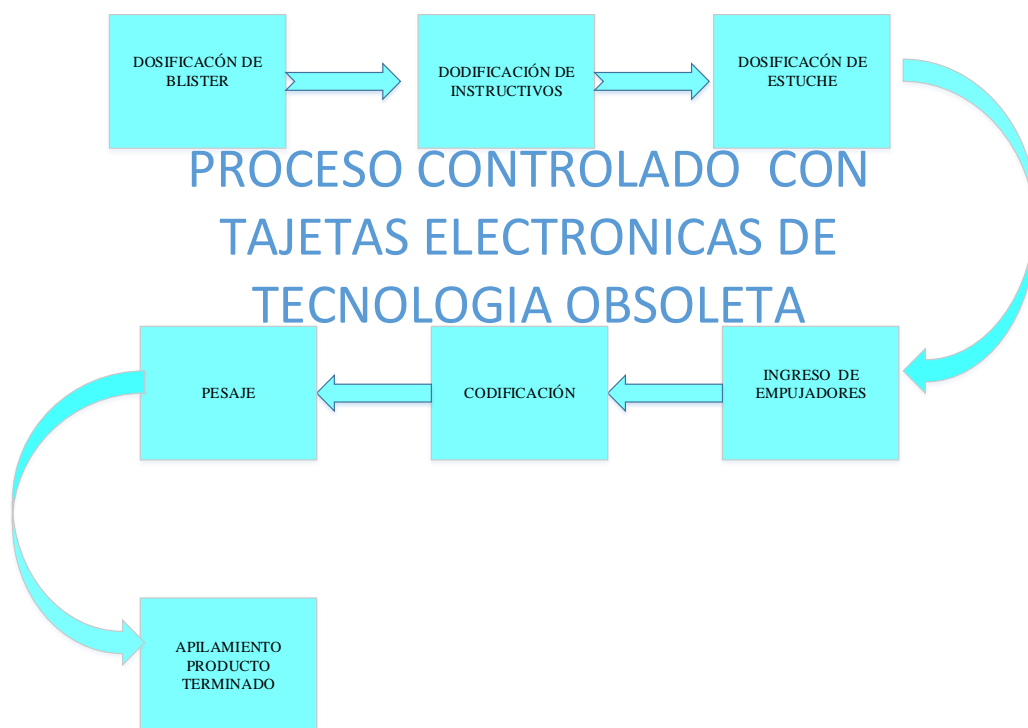 DOSIFICACÓN DE
BLISTER
DODIFICACIÓN DE
INSTRUCTIVOS
DOSIFICACÓN DE
ESTUCHE
PROCESO CONTROLADO CON
TAJETAS ELECTRONICAS DE
TECNOLOGIA OBSOLETA
INGRESO DE
EMPUJADORES
CODIFICACIÓN
PESAJE
APILAMIENTO
PRODUCTO
TERMINADO